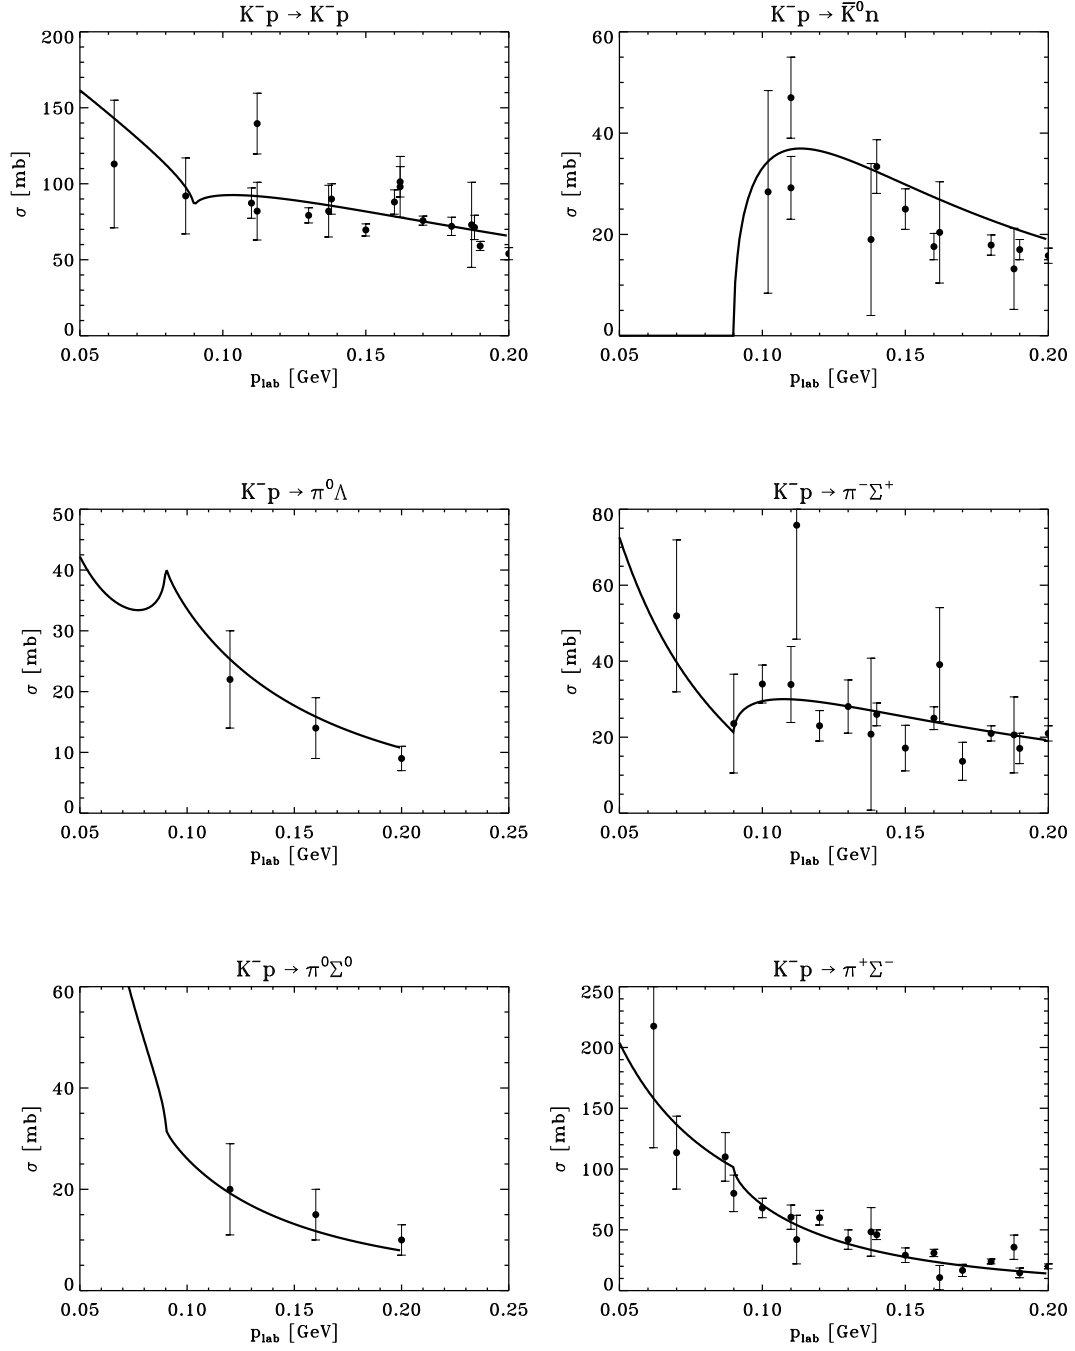 K⁻p → K⁻p
200
150
100
50
0
σ [mb]
0.05 0.10 0.15 0.20
p_lab [GeV]
K⁻p → K̅⁰n
60
40
20
0
σ [mb]
0.05 0.10 0.15 0.20
p_lab [GeV]
K⁻p → π⁰Λ
50
40
30
20
10
0
σ [mb]
0.05 0.10 0.15 0.20 0.25
p_lab [GeV]
K⁻p → π⁻Σ⁺
80
60
40
20
0
σ [mb]
0.05 0.10 0.15 0.20
p_lab [GeV]
K⁻p → π⁰Σ⁰
60
40
20
0
σ [mb]
0.05 0.10 0.15 0.20 0.25
p_lab [GeV]
K⁻p → π⁺Σ⁻
250
200
150
100
50
0
σ [mb]
0.05 0.10 0.15 0.20
p_lab [GeV]